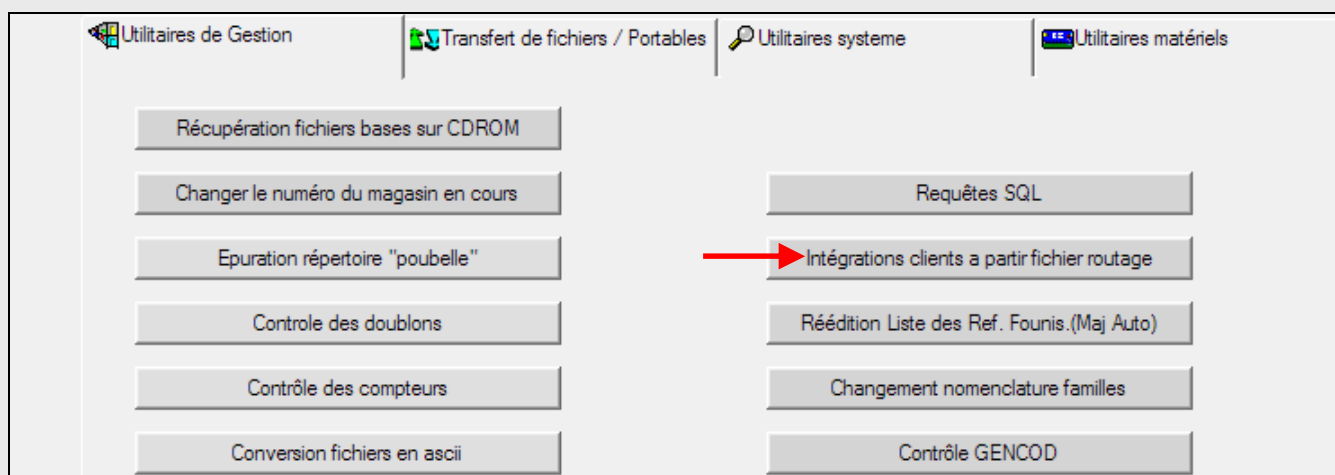 Utilitaires de Gestion
Transfert de fichiers / Portables
Utilitaires systeme
Utilitaires matériels
Récupération fichiers bases sur CDROM
Changer le numéro du magasin en cours
Requêtes SQL
Epuration répertoire "poubelle"
Intégrations clients a partir fichier routage
Controle des doublons
Réédition Liste des Ref. Founis.(Maj Auto)
Contrôle des compteurs
Changement nomenclature familles
Conversion fichiers en ascii
Contrôle GENCOD